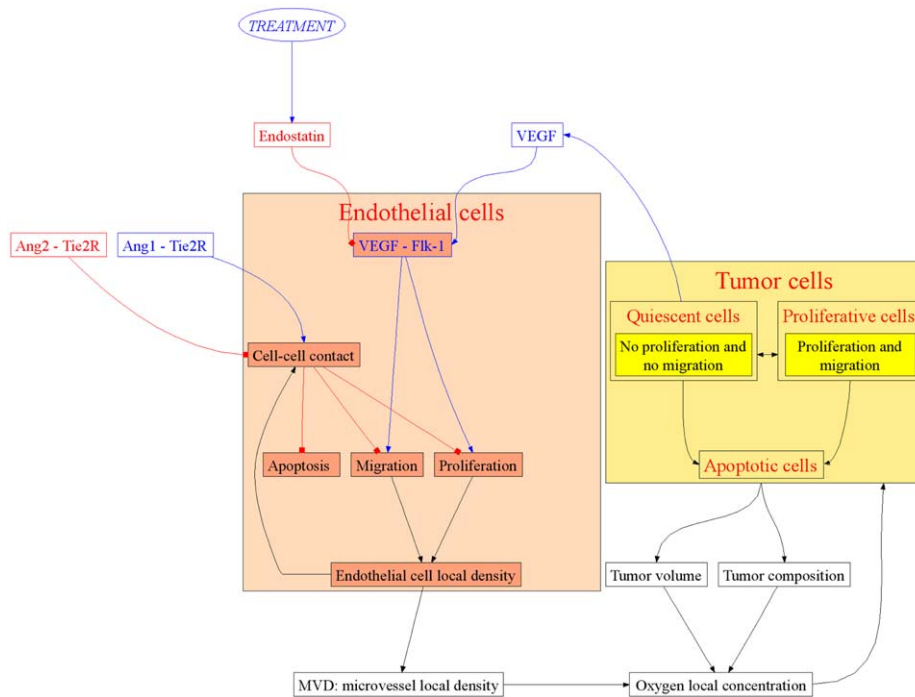 TREATMENT
Endostatin
VEGF
Endothelial cells
Ang2 - Tie2R
Ang1 - Tie2R
VEGF - Flk-1
Tumor cells
Quiescent cells
Proliferative cells
No proliferation and
no migration
Proliferation and
migration
Cell-cell contact
Apoptosis
Migration
Proliferation
Apoptotic cells
Endothelial cell local density
Tumor volume
Tumor composition
MVD: microvessel local density
Oxygen local concentration